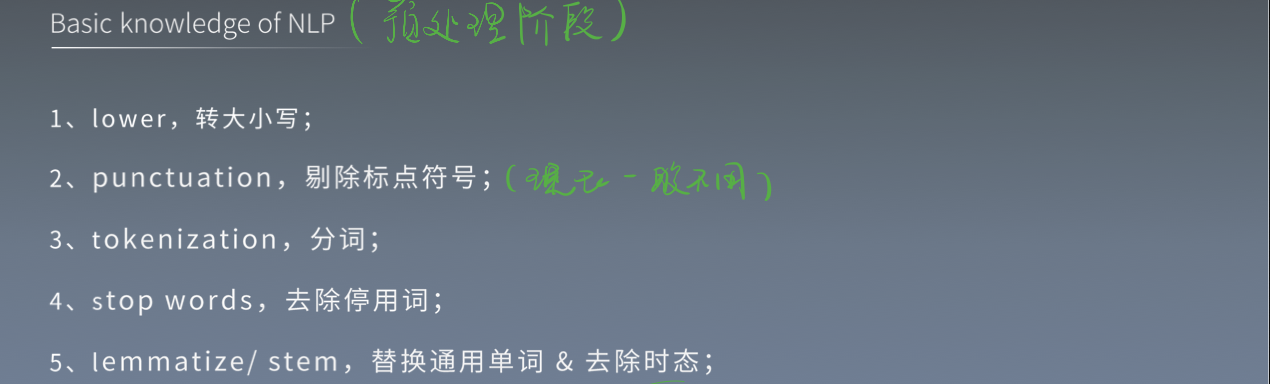 Basic knowledge of NLP (预处理阶段)
1、lower，转大小写；
2、punctuation，剔除标点符号；(现在一般不用)
3、tokenization，分词；
4、stop words，去除停用词；
5、lemmatize/ stem，替换通用单词 & 去除时态；